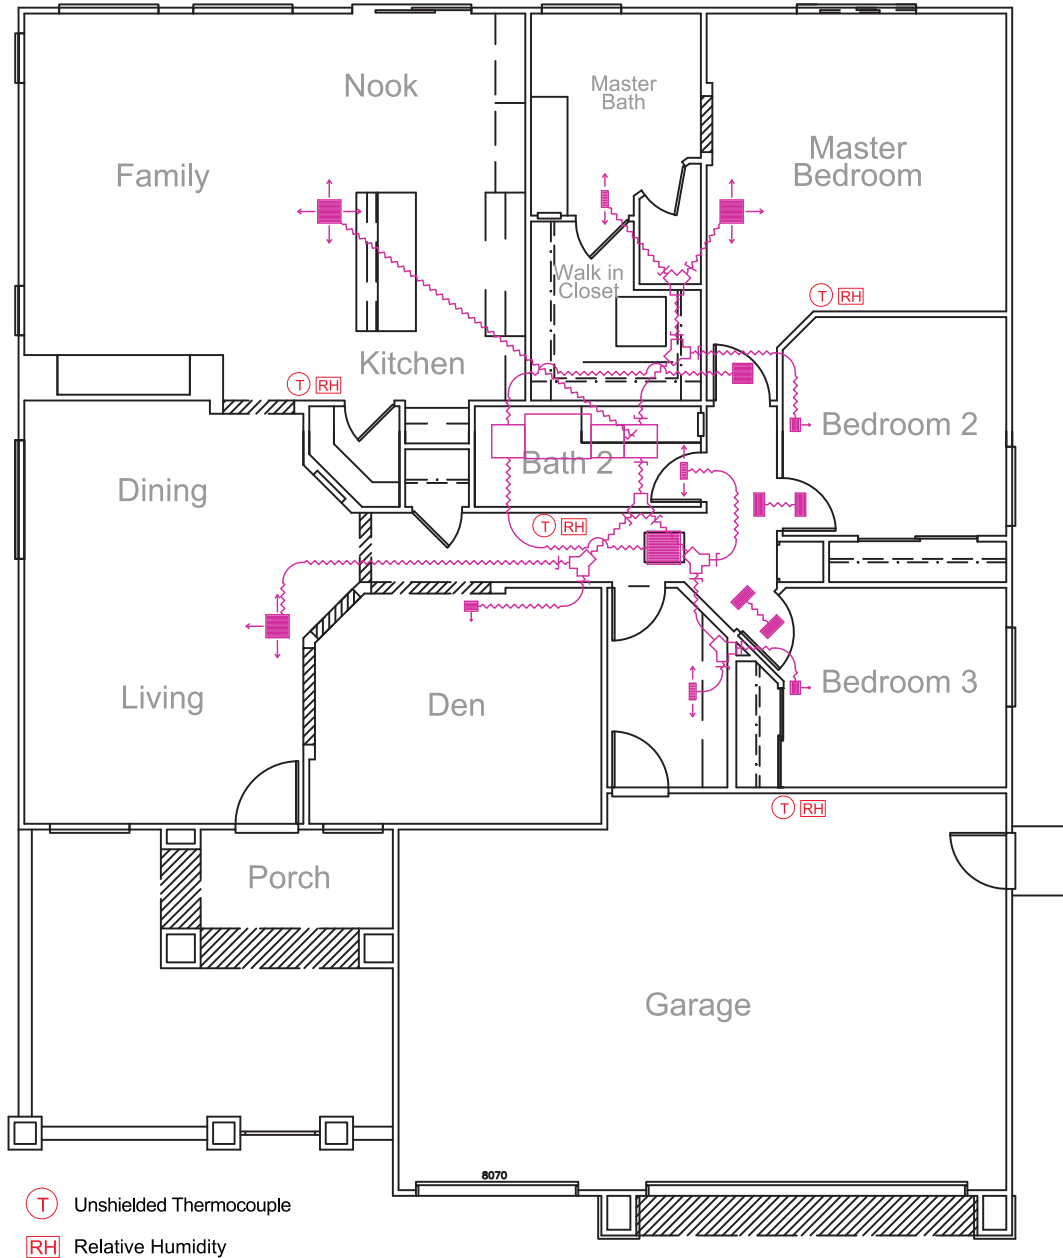 Nook
Master
Bath
Master
Bedroom
Family
Walk in
Closet
T RH
Kitchen
T RH
Bedroom 2
Dining
Bath 2
T RH
Living
Den
Bedroom 3
T RH
Porch
Garage
8070
T Unshielded Thermocouple
RH Relative Humidity